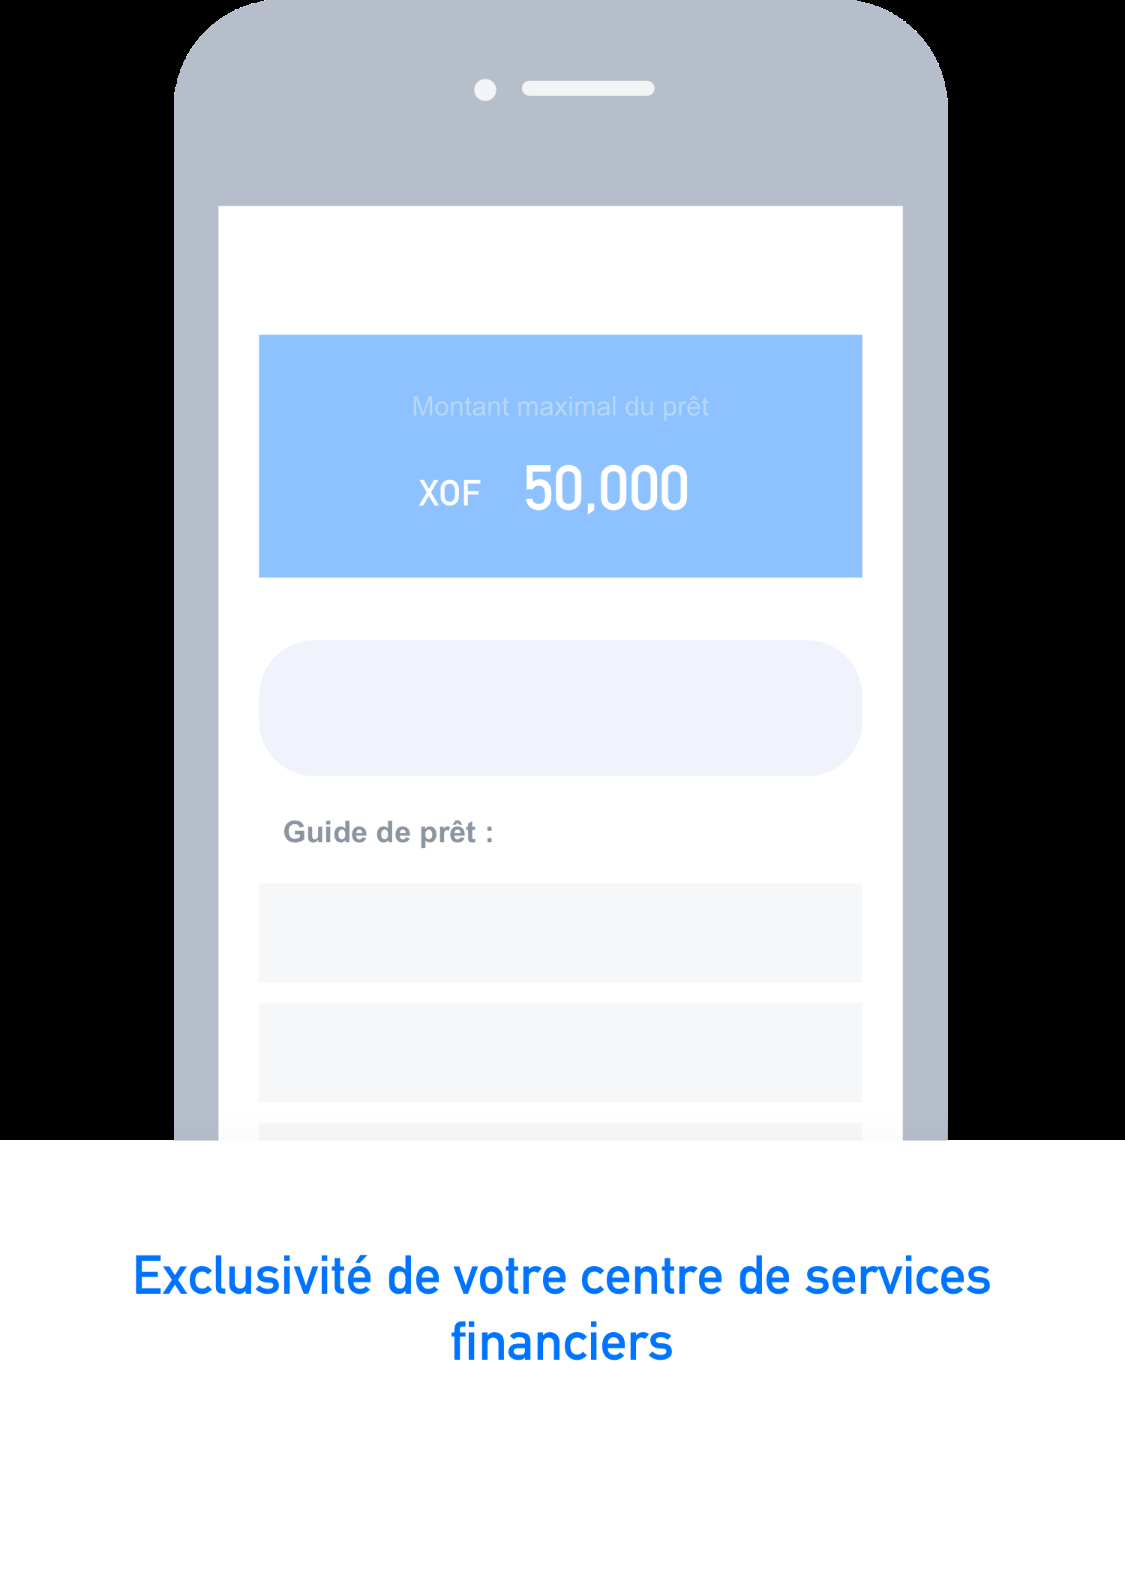 Montant maximal du prêt
XOF 50,000
Guide de prêt :
Exclusivité de votre centre de services
financiers